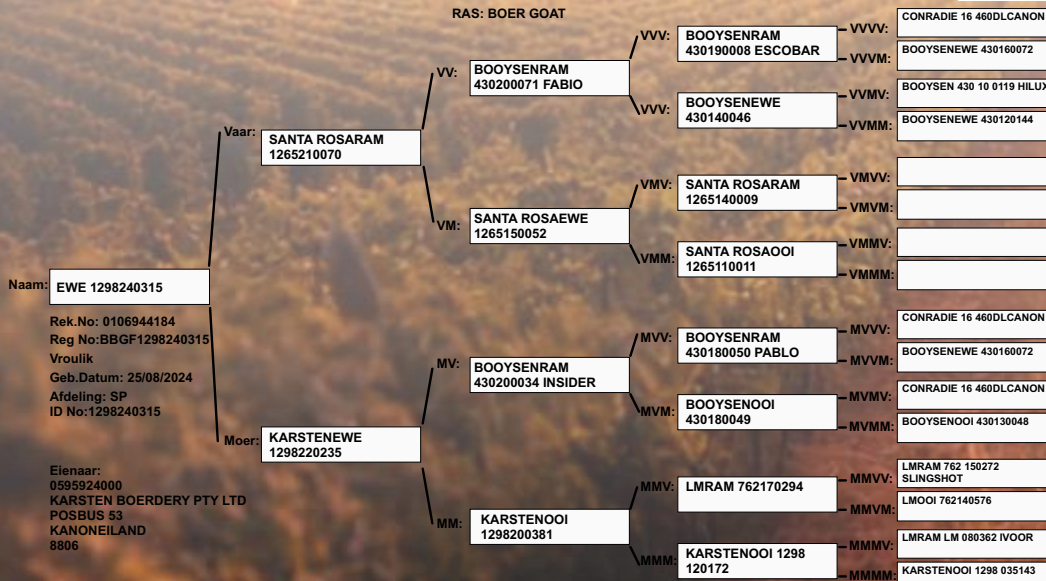 RAS: BOER GOAT
Naam:
EWE 1298240315
Rek.No: 0106944184
Reg No:BBGF1298240315
Vroulik
Geb.Datum: 25/08/2024
Afdeling: SP
ID No:1298240315
Eienaar:
0595924000
KARSTEN BOERDERY PTY LTD
POSBUS 53
KANONEILAND
8806
Vaar:
SANTA ROSARAM
1265210070
Moer:
KARSTENEWE
1298220235
VV:
BOOYSENRAM
430200071 FABIO
VM:
SANTA ROSAEWE
1265150052
MV:
BOOYSENRAM
430200034 INSIDER
MM:
KARSTENOOI
1298200381
VVV:
BOOYSENRAM
430190008 ESCOBAR
VVV:
BOOYSENEWE
430140046
VMV:
SANTA ROSARAM
1265140009
VMM:
SANTA ROSAOOI
1265110011
MVV:
BOOYSENRAM
430180050 PABLO
MVM:
BOOYSENOOI
430180049
MMV:
LMRAM 762170294
MMM:
KARSTENOOI 1298
120172
VVVV:
CONRADIE 16 460DLCANON
VVVM:
BOOYSENEWE 430160072
VVMV:
BOOYSEN 430 10 0119 HILUX
VVMM:
BOOYSENEWE 430120144
VMVV:
VMVM:
VMMV:
VMMM:
MVVV:
CONRADIE 16 460DLCANON
MVVM:
BOOYSENEWE 430160072
MVMV:
CONRADIE 16 460DLCANON
MVMM:
BOOYSENOOI 430130048
MMVV:
LMRAM 762 150272
SLINGSHOT
MMVM:
LMOOI 762140576
MMMV:
LMRAM LM 080362 IVOOR
MMMM:
KARSTENOOI 1298 035143